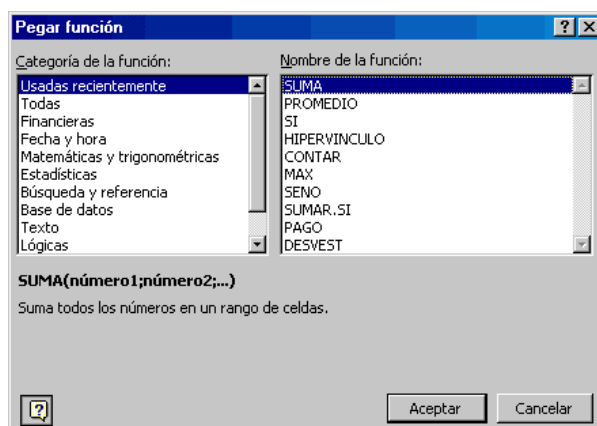 Pegar función
Categoría de la función:
Usadas recientemente
Todas
Financieras
Fecha y hora
Matemáticas y trigonométricas
Estadísticas
Búsqueda y referencia
Base de datos
Texto
Lógicas
Nombre de la función:
SUMA
PROMEDIO
SI
HIPERVINCULO
CONTAR
MAX
SENO
SUMAR.SI
PAGO
DESVEST
SUMA(número1;número2;...)
Suma todos los números en un rango de celdas.
Aceptar
Cancelar